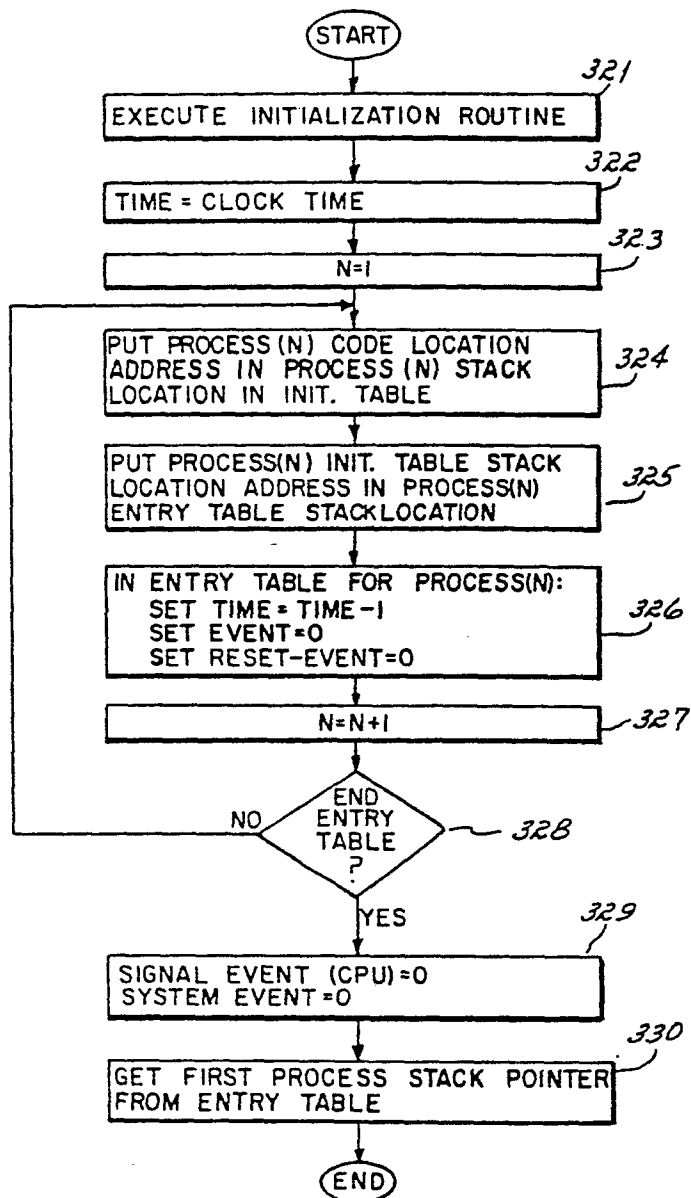 START
321
EXECUTE INITIALIZATION ROUTINE
322
TIME = CLOCK TIME
323
N=1
324
PUT PROCESS (N) CODE LOCATION
ADDRESS IN PROCESS (N) STACK
LOCATION IN INIT. TABLE
325
PUT PROCESS(N) INIT. TABLE STACK
LOCATION ADDRESS IN PROCESS(N)
ENTRY TABLE STACKLOCATION
326
IN ENTRY TABLE FOR PROCESS(N):
SET TIME = TIME-1
SET EVENT=0
SET RESET-EVENT=0
N=N+1
327
END
ENTRY
TABLE
?
NO
328
YES
329
SIGNAL EVENT (CPU)=0
SYSTEM EVENT=0
330
GET FIRST PROCESS STACK POINTER
FROM ENTRY TABLE
END